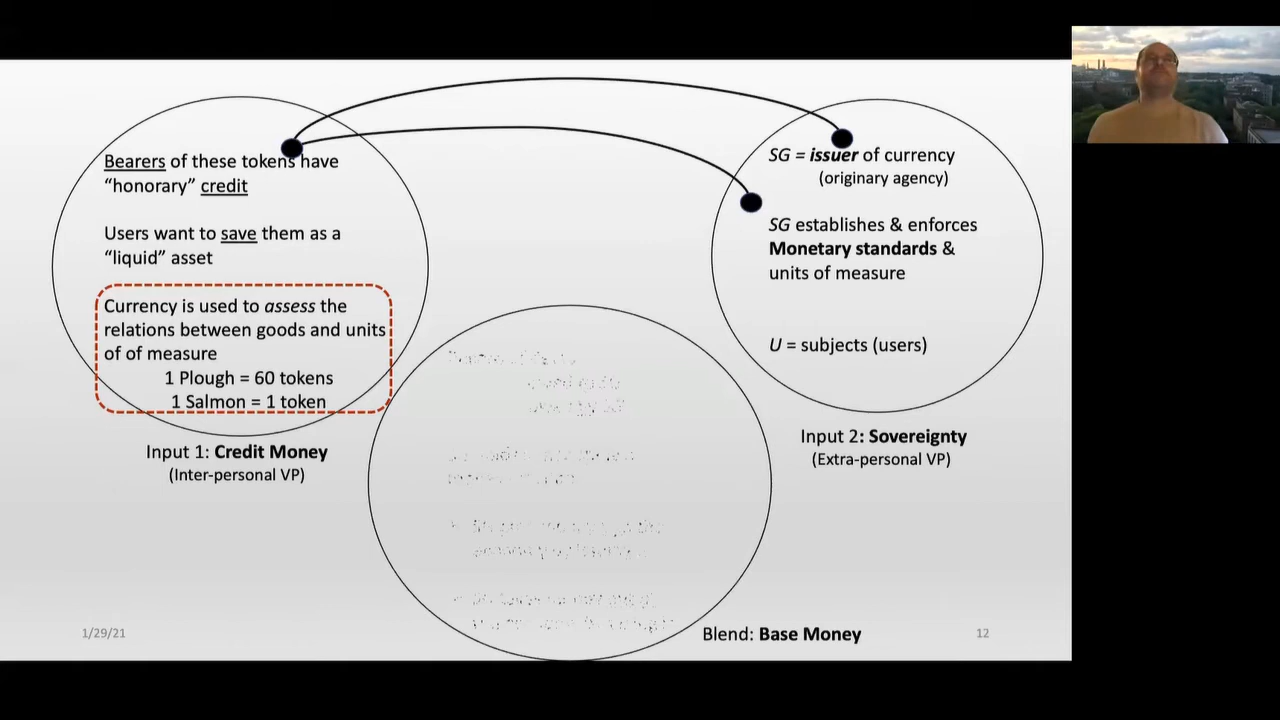 Bearers of these tokens have
“honorary” credit
Users want to save them as a
“liquid” asset
Currency is used to assess the
relations between goods and units
of of measure
1 Plough = 60 tokens
1 Salmon = 1 token
Input 1: Credit Money
(Inter-personal VP)
SG = issuer of currency
(originary agency)
SG establishes & enforces
Monetary standards &
units of measure
U = subjects (users)
Input 2: Sovereignty
(Extra-personal VP)
Blend: Base Money
1/29/21
12